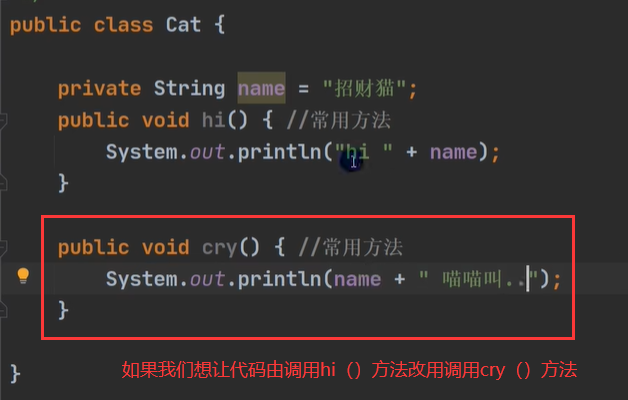 public class Cat {
private String name = "招财猫";
public void hi() { //常用方法
System.out.println("hi " + name);
}
public void cry() { //常用方法
System.out.println(name + " 喵喵叫..");
}
如果我们想让代码由调用hi（）方法改用调用cry（）方法
}